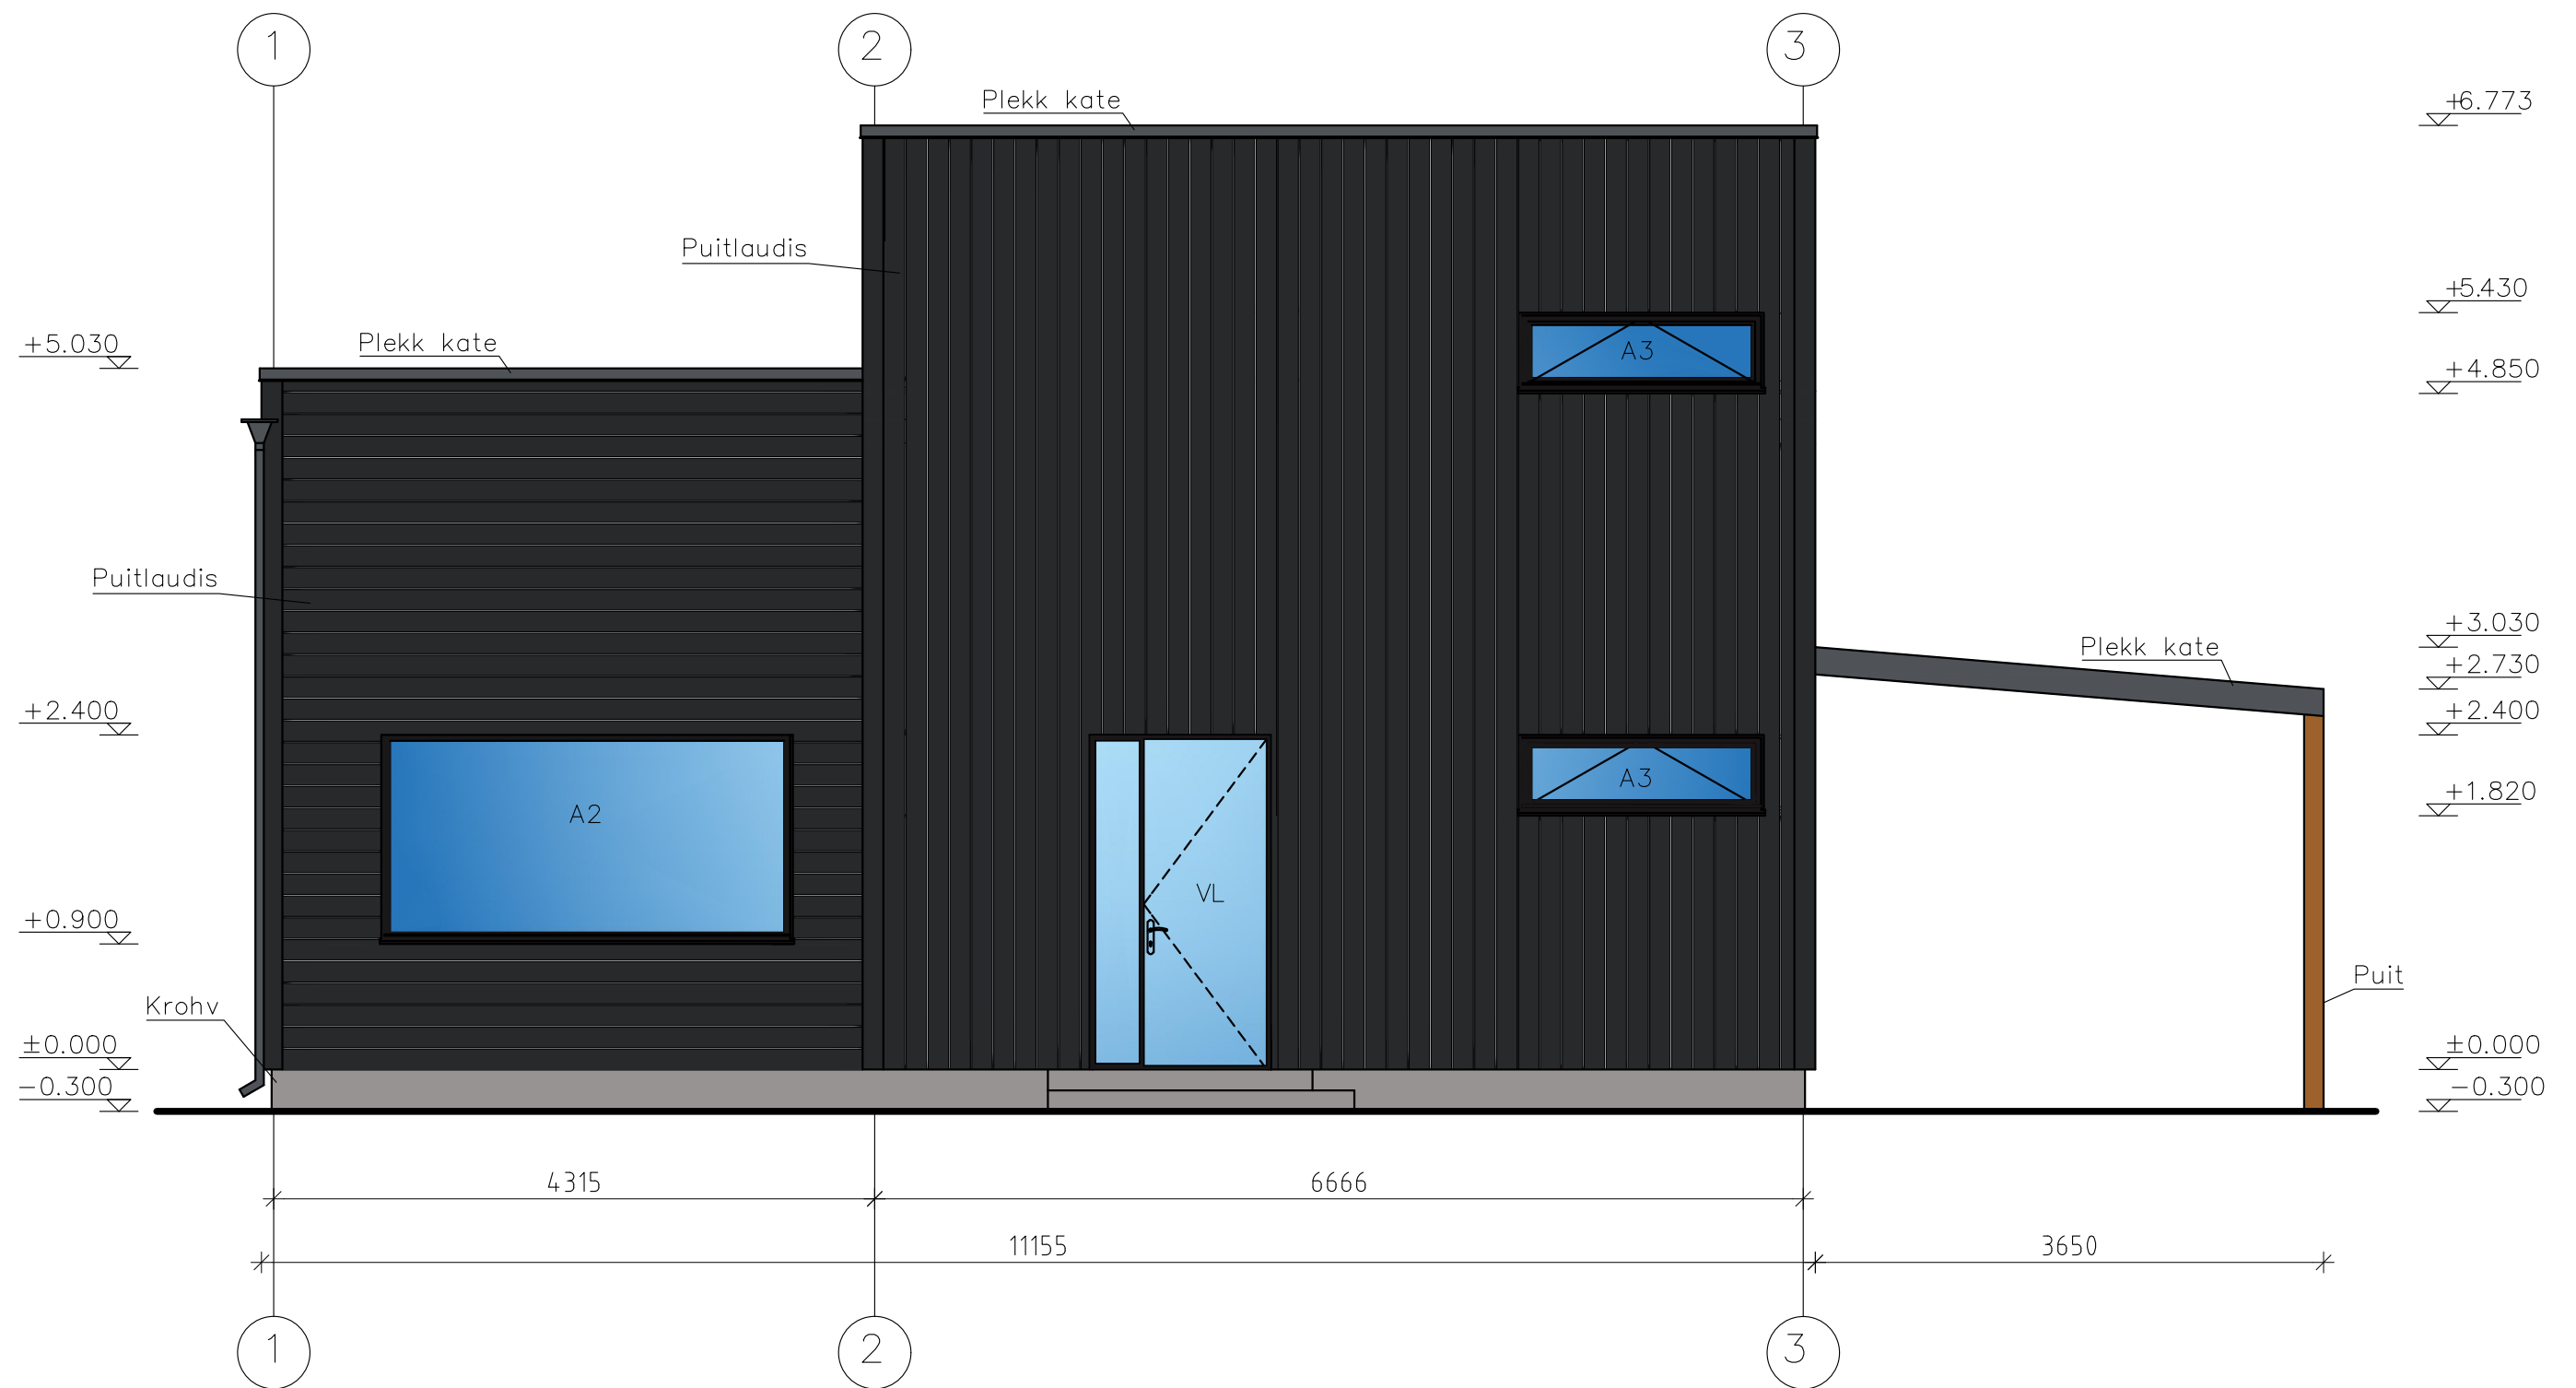 1
2
3
Plekk kate
+6.773
Puitlaudis
+5.430
A3
+5.030
Plekk kate
+4.850
Puitlaudis
+3.030
Plekk kate
+2.730
+2.400
+2.400
A3
+1.820
A2
VL
+0.900
Puit
Krohv
±0.000
±0.000
-0.300
-0.300
4315
6666
11155
3650
1
2
3